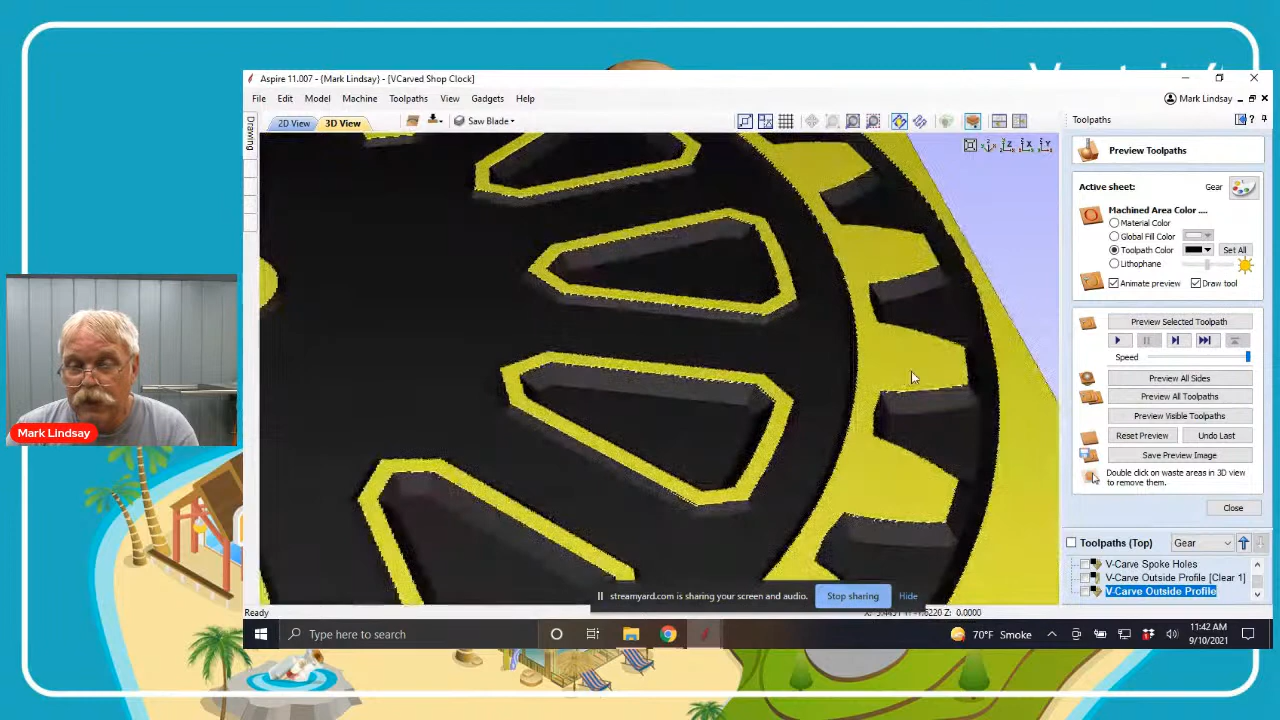 Aspire 11.007 - {Mark Lindsay} - [VCarved Shop Clock]
File Edit Model Machine Toolpaths View Gadgets Help
Mark Lindsay
Drawing
2D View 3D View
Saw Blade
Toolpaths
Preview Toolpaths
Active sheet: Gear
Machined Area Color ....
Material Color
Global Fill Color
Toolpath Color Set All
Lithophane
Animate preview Draw tool
Preview Selected Toolpath
Speed
Preview All Sides
Preview All Toolpaths
Preview Visible Toolpaths
Reset Preview Undo Last
Save Preview Image
Double click on waste areas in 3D view
to remove them.
Close
Toolpaths (Top) Gear
V-Carve Spoke Holes
V-Carve Outside Profile [Clear 1]
V-Carve Outside Profile
Mark Lindsay
streamyard.com is sharing your screen and audio. Stop sharing Hide
Ready Z: 0.0000
Type here to search
70°F Smoke
11:42 AM
9/10/2021